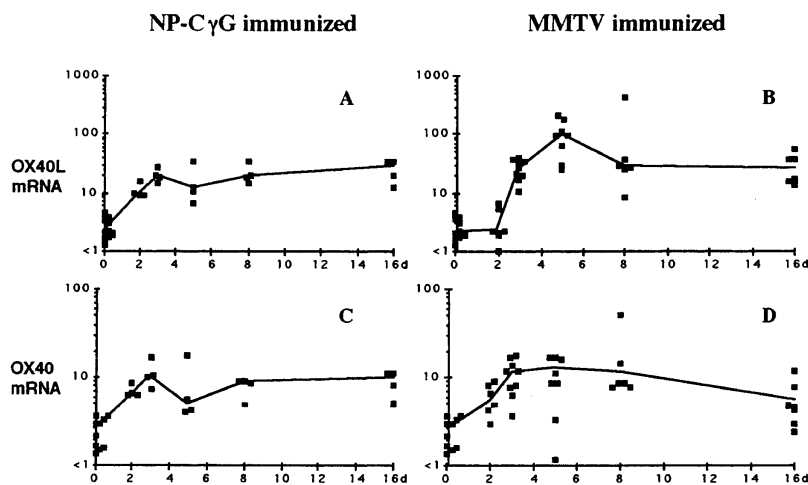 NP-CγG immunized MMTV immunized
1000 A 1000 B
100 100
OX40L mRNA
10 10
<1 <1
0 2 4 6 8 10 12 14 16d 0 2 4 6 8 10 12 14 16d
100 C 100 D
OX40 mRNA
10 10
<1 <1
0 2 4 6 8 10 12 14 16d 0 2 4 6 8 10 12 14 16d